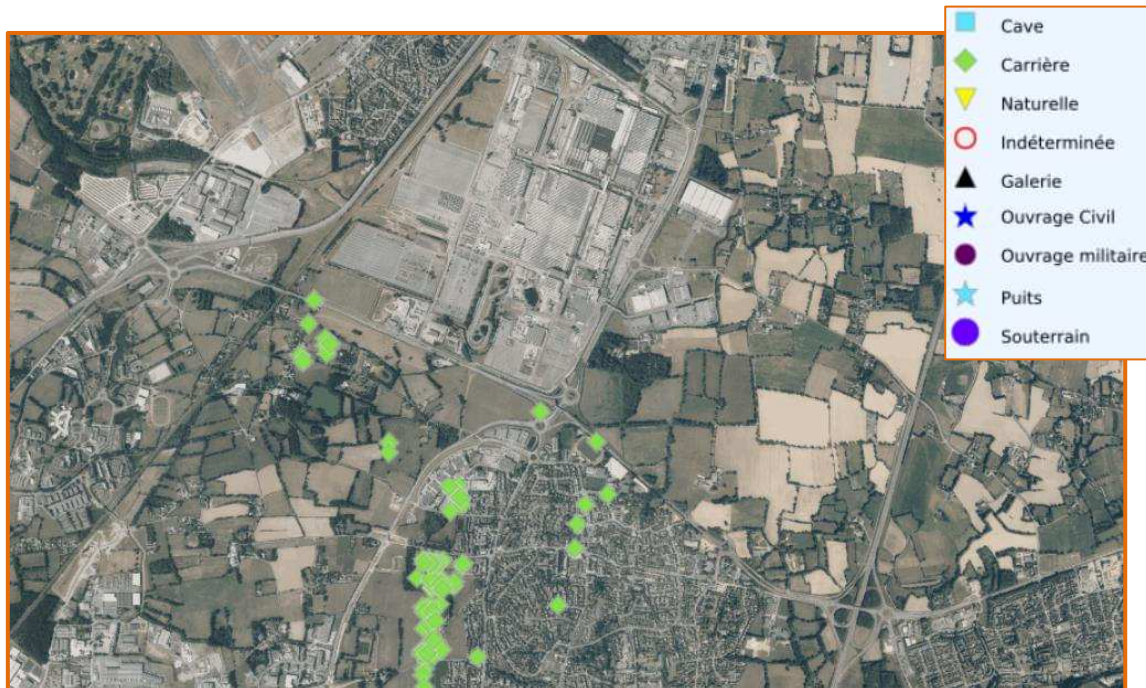 Cave
Carrière
Naturelle
Indéterminée
Galerie
Ouvrage Civil
Ouvrage militaire
Puits
Souterrain